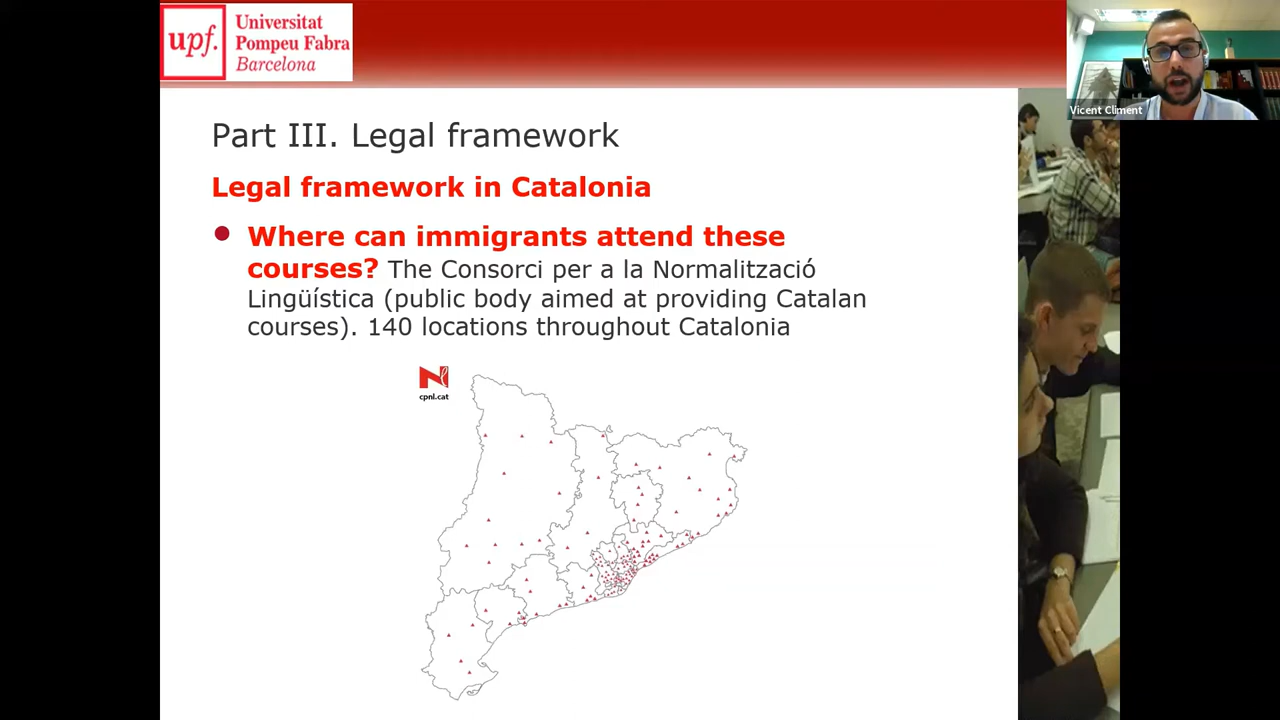 upf.
Universitat
Pompeu Fabra
Barcelona
Vicent Climent
Part III. Legal framework
Legal framework in Catalonia
Where can immigrants attend these
courses? The Consorci per a la Normalització
Lingüística (public body aimed at providing Catalan
courses). 140 locations throughout Catalonia
cpnl.cat